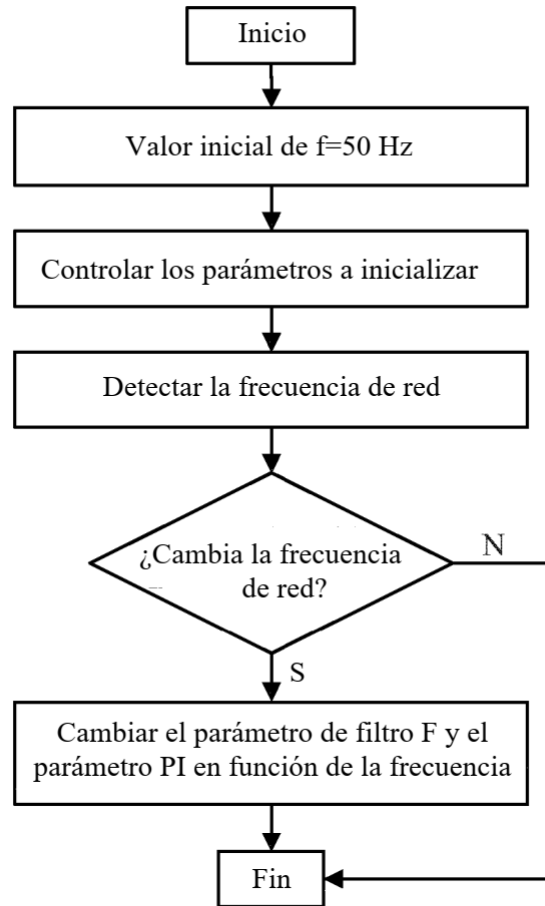 Inicio
Valor inicial de f=50 Hz
Controlar los parámetros a inicializar
Detectar la frecuencia de red
¿Cambia la frecuencia
de red?
N
S
Cambiar el parámetro de filtro F y el
parámetro PI en función de la frecuencia
Fin